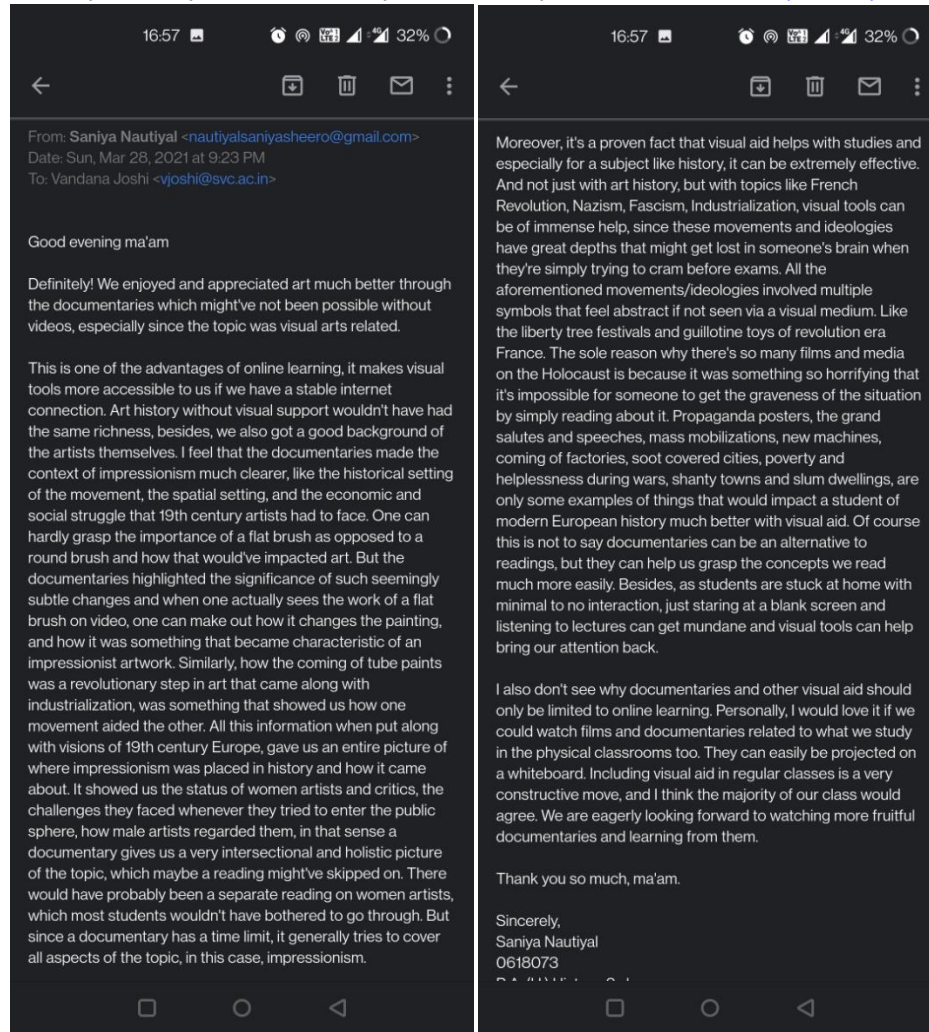 16:57 32%
From: Saniya Nautiyal <nautiyalsaniyasheero@gmail.com>
Date: Sun, Mar 28, 2021 at 9:23 PM
To: Vandana Joshi <vjoshi@svc.ac.in>
Good evening ma'am
Definitely! We enjoyed and appreciated art much better through
the documentaries which might've not been possible without
videos, especially since the topic was visual arts related.
This is one of the advantages of online learning, it makes visual
tools more accessible to us if we have a stable internet
connection. Art history without visual support wouldn't have had
the same richness, besides, we also got a good background of
the artists themselves. I feel that the documentaries made the
context of impressionism much clearer, like the historical setting
of the movement, the spatial setting, and the economic and
social struggle that 19th century artists had to face. One can
hardly grasp the importance of a flat brush as opposed to a
round brush and how that would've impacted art. But the
documentaries highlighted the significance of such seemingly
subtle changes and when one actually sees the work of a flat
brush on video, one can make out how it changes the painting,
and how it was something that became characteristic of an
impressionist artwork. Similarly, how the coming of tube paints
was a revolutionary step in art that came along with
industrialization, was something that showed us how one
movement aided the other. All this information when put along
with visions of 19th century Europe, gave us an entire picture of
where impressionism was placed in history and how it came
about. It showed us the status of women artists and critics, the
challenges they faced whenever they tried to enter the public
sphere, how male artists regarded them, in that sense a
documentary gives us a very intersectional and holistic picture
of the topic, which maybe a reading might've skipped on. There
would have probably been a separate reading on women artists,
which most students wouldn't have bothered to go through. But
since a documentary has a time limit, it generally tries to cover
all aspects of the topic, in this case, impressionism.
16:57 32%
Moreover, it's a proven fact that visual aid helps with studies and
especially for a subject like history, it can be extremely effective.
And not just with art history, but with topics like French
Revolution, Nazism, Fascism, Industrialization, visual tools can
be of immense help, since these movements and ideologies
have great depths that might get lost in someone's brain when
they're simply trying to cram before exams. All the
aforementioned movements/ideologies involved multiple
symbols that feel abstract if not seen via a visual medium. Like
the liberty tree festivals and guillotine toys of revolution era
France. The sole reason why there's so many films and media
on the Holocaust is because it was something so horrifying that
it's impossible for someone to get the graveness of the situation
by simply reading about it. Propaganda posters, the grand
salutes and speeches, mass mobilizations, new machines,
coming of factories, soot covered cities, poverty and
helplessness during wars, shanty towns and slum dwellings, are
only some examples of things that would impact a student of
modern European history much better with visual aid. Of course
this is not to say documentaries can be an alternative to
readings, but they can help us grasp the concepts we read
much more easily. Besides, as students are stuck at home with
minimal to no interaction, just staring at a blank screen and
listening to lectures can get mundane and visual tools can help
bring our attention back.
I also don't see why documentaries and other visual aid should
only be limited to online learning. Personally, I would love it if we
could watch films and documentaries related to what we study
in the physical classrooms too. They can easily be projected on
a whiteboard. Including visual aid in regular classes is a very
constructive move, and I think the majority of our class would
agree. We are eagerly looking forward to watching more fruitful
documentaries and learning from them.
Thank you so much, ma'am.
Sincerely,
Saniya Nautiyal
0618073